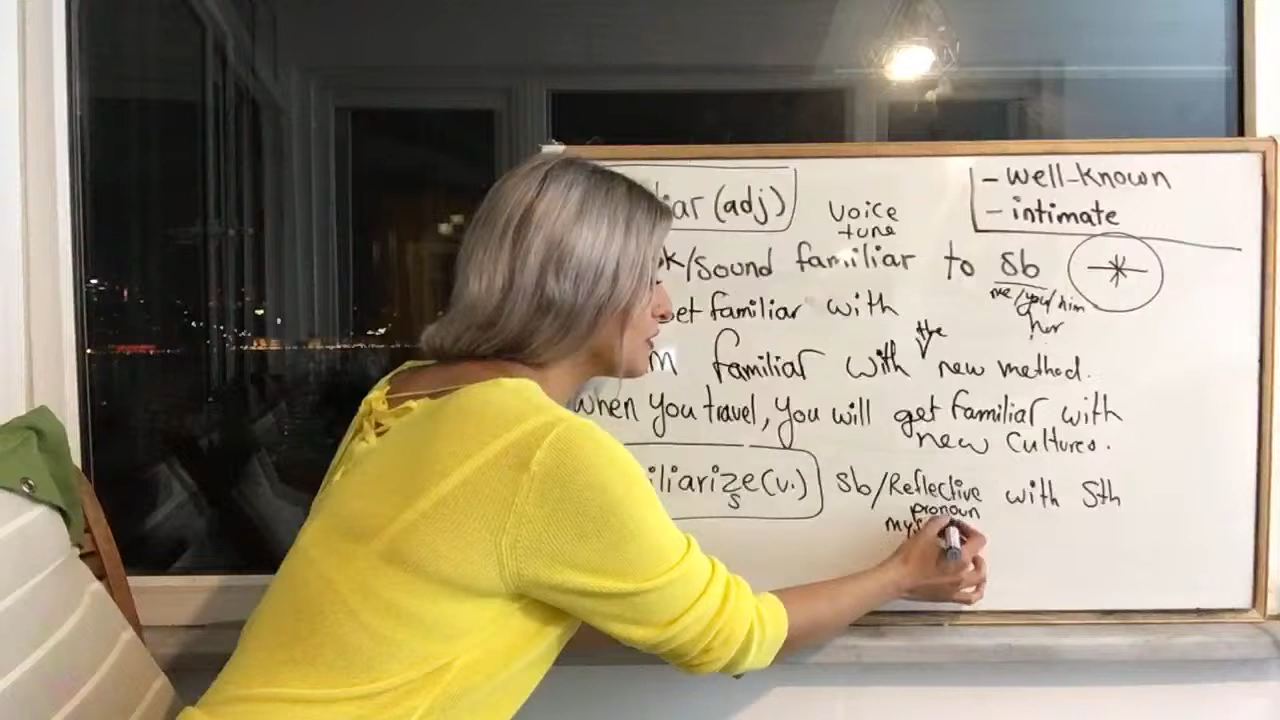 iar (adj)
voice
tune
- well-known
- intimate
k/sound familiar to sb
me/you/him
her
et familiar with
m familiar with the new method.
when you travel, you will get familiar with
new cultures.
iliarize (v.) sb/Reflective with sth
s
pronoun
mys